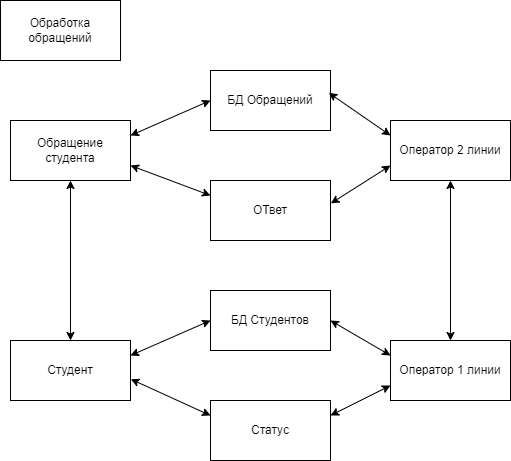 Обработка
обращений
БД Обращений
Обращение
студента
Оператор 2 линии
ОТвет
БД Студентов
Студент
Оператор 1 линии
Статус